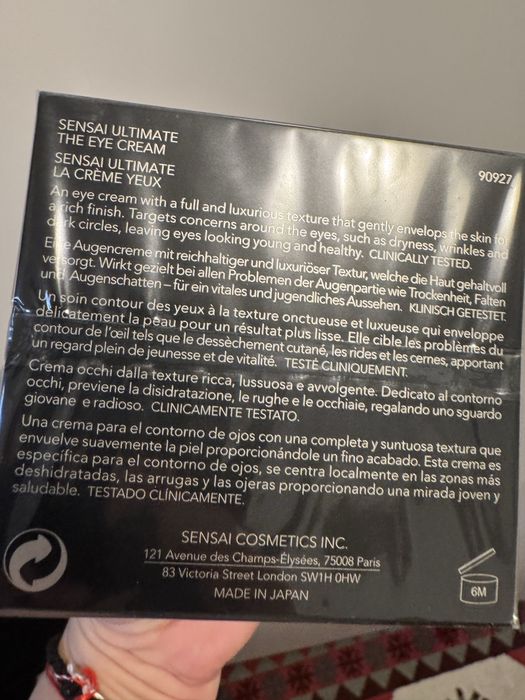 SENSAI ULTIMATE
THE EYE CREAM
SENSAI ULTIMATE
LA CRÈME YEUX
90927
An eye cream with a full and luxurious texture that gently envelops the skin for
a rich finish. Targets concerns around the eyes, such as dryness, wrinkles and
dark circles, leaving eyes looking young and healthy. CLINICALLY TESTED.
Eine Augencreme mit reichhaltiger und luxuriöser Textur, welche die Haut gehaltvoll
versorgt. Wirkt gezielt bei allen Problemen der Augenpartie wie Trockenheit, Falten
und Augenschatten – für ein vitales und jugendliches Aussehen. KLINISCH GETESTET.
Un soin contour des yeux à la texture onctueuse et luxueuse qui enveloppe
délicatement la peau pour un résultat plus lisse. Elle cible les problèmes du
contour de l'œil tels que le dessèchement cutané, les rides et les cernes, apportant
un regard plein de jeunesse et de vitalité. TESTÉ CLINIQUEMENT.
Crema occhi dalla texture ricca, lussuosa e avvolgente. Dedicato al contorno
occhi, previene la disidratazione, le rughe e le occhiaie, regalando uno sguardo
giovane e radioso. CLINICAMENTE TESTATO.
Una crema para el contorno de ojos con una completa y suntuosa textura que
envuelve suavemente la piel proporcionándole un fino acabado. Esta crema es
específica para el contorno de ojos, se centra localmente en las zonas más
deshidratadas, las arrugas y las ojeras proporcionando una mirada joven y
saludable. TESTADO CLÍNICAMENTE.
SENSAI COSMETICS INC.
121 Avenue des Champs-Élysées, 75008 Paris
83 Victoria Street London SW1H 0HW
MADE IN JAPAN
6M